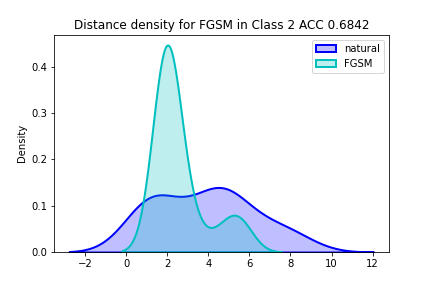 Distance density for FGSM in Class 2 ACC 0.6842
natural
FGSM
Density
0.4
0.3
0.2
0.1
0.0
−2 0 2 4 6 8 10 12